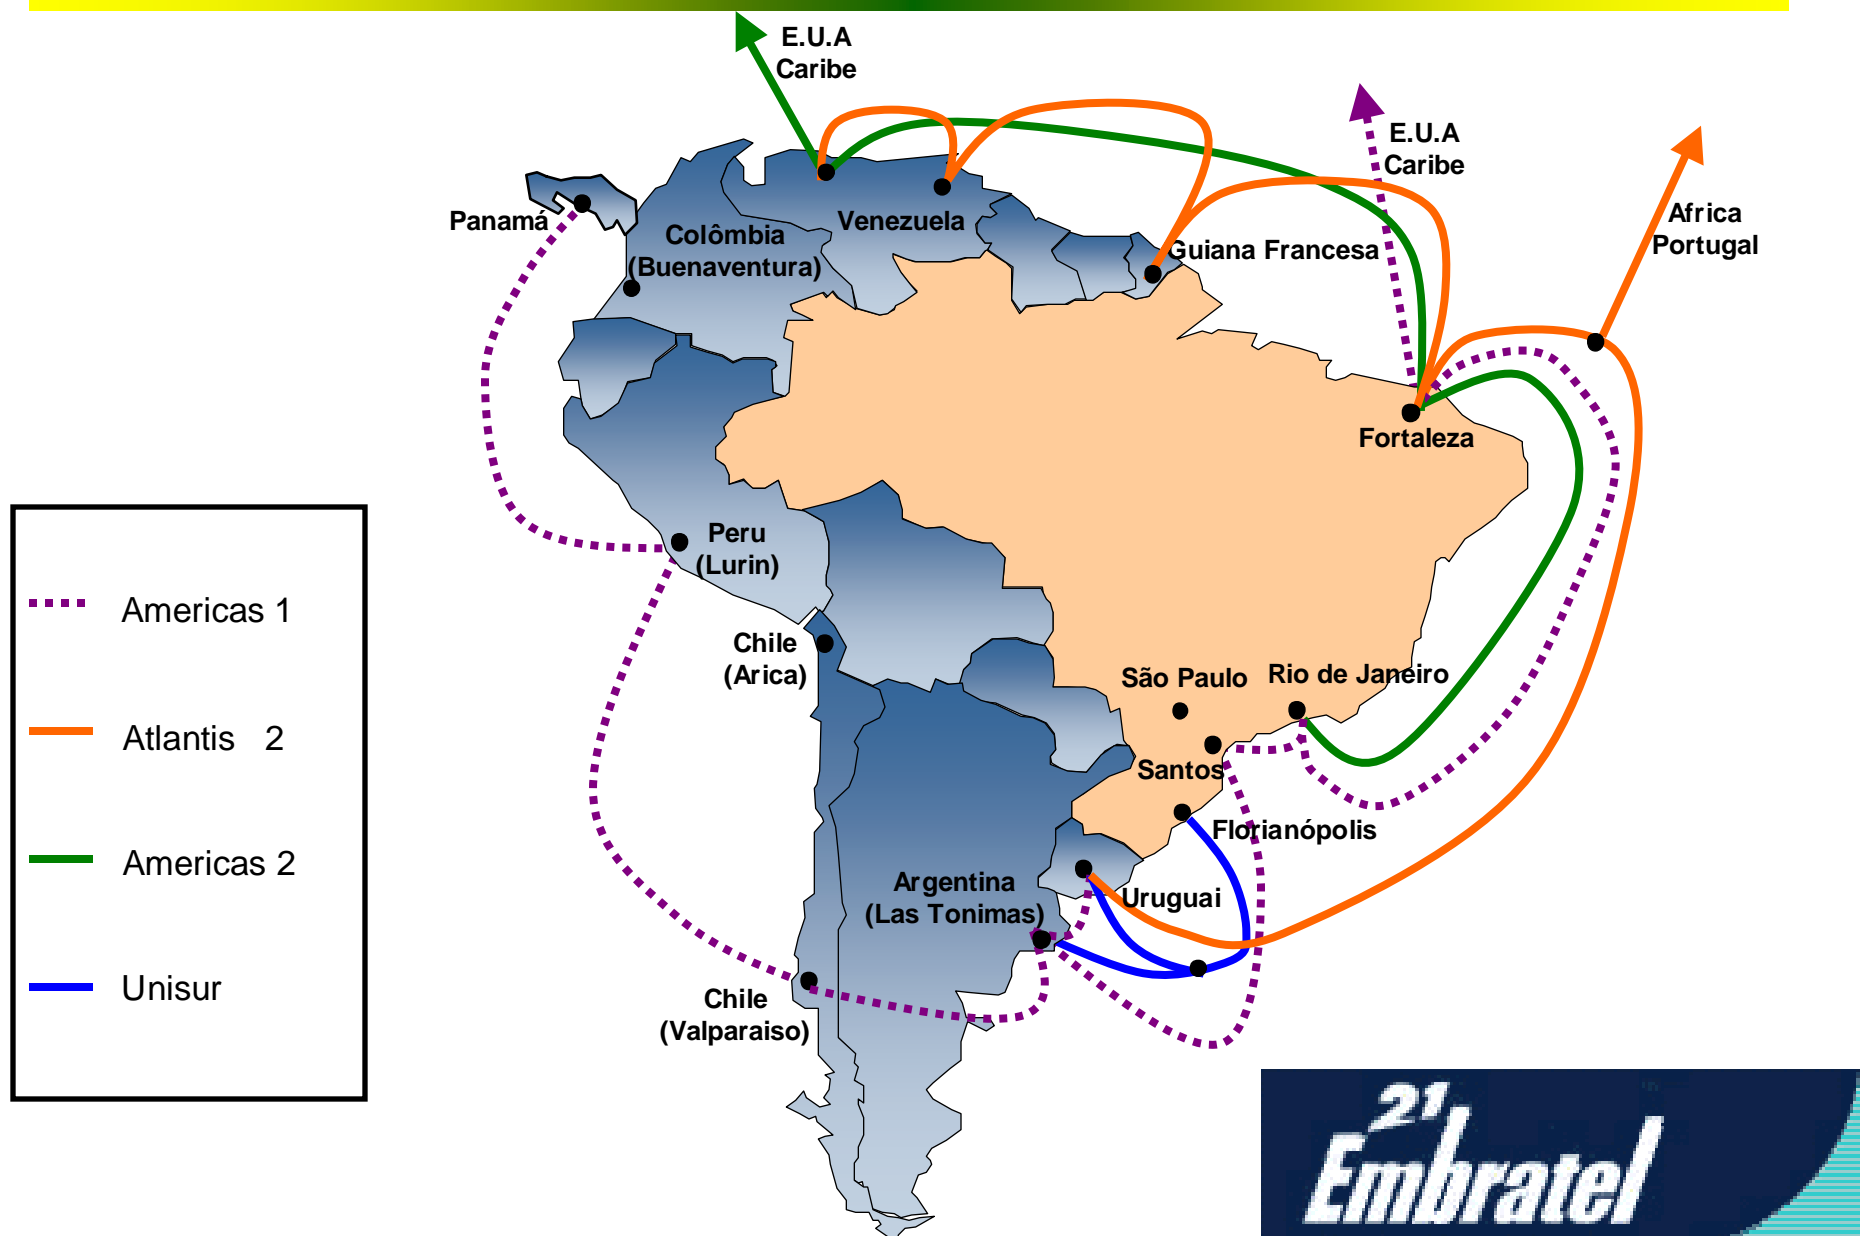 E.U.A
Caribe
E.U.A
Caribe
Africa
Portugal
Panamá
Colômbia
(Buenaventura)
Venezuela
Guiana Francesa
Fortaleza
Peru
(Lurin)
Chile
(Arica)
São Paulo
Rio de Janeiro
Santos
Florianópolis
Argentina
(Las Tonimas)
Uruguai
Chile
(Valparaiso)
Americas 1
Atlantis 2
Americas 2
Unisur
21
Embratel